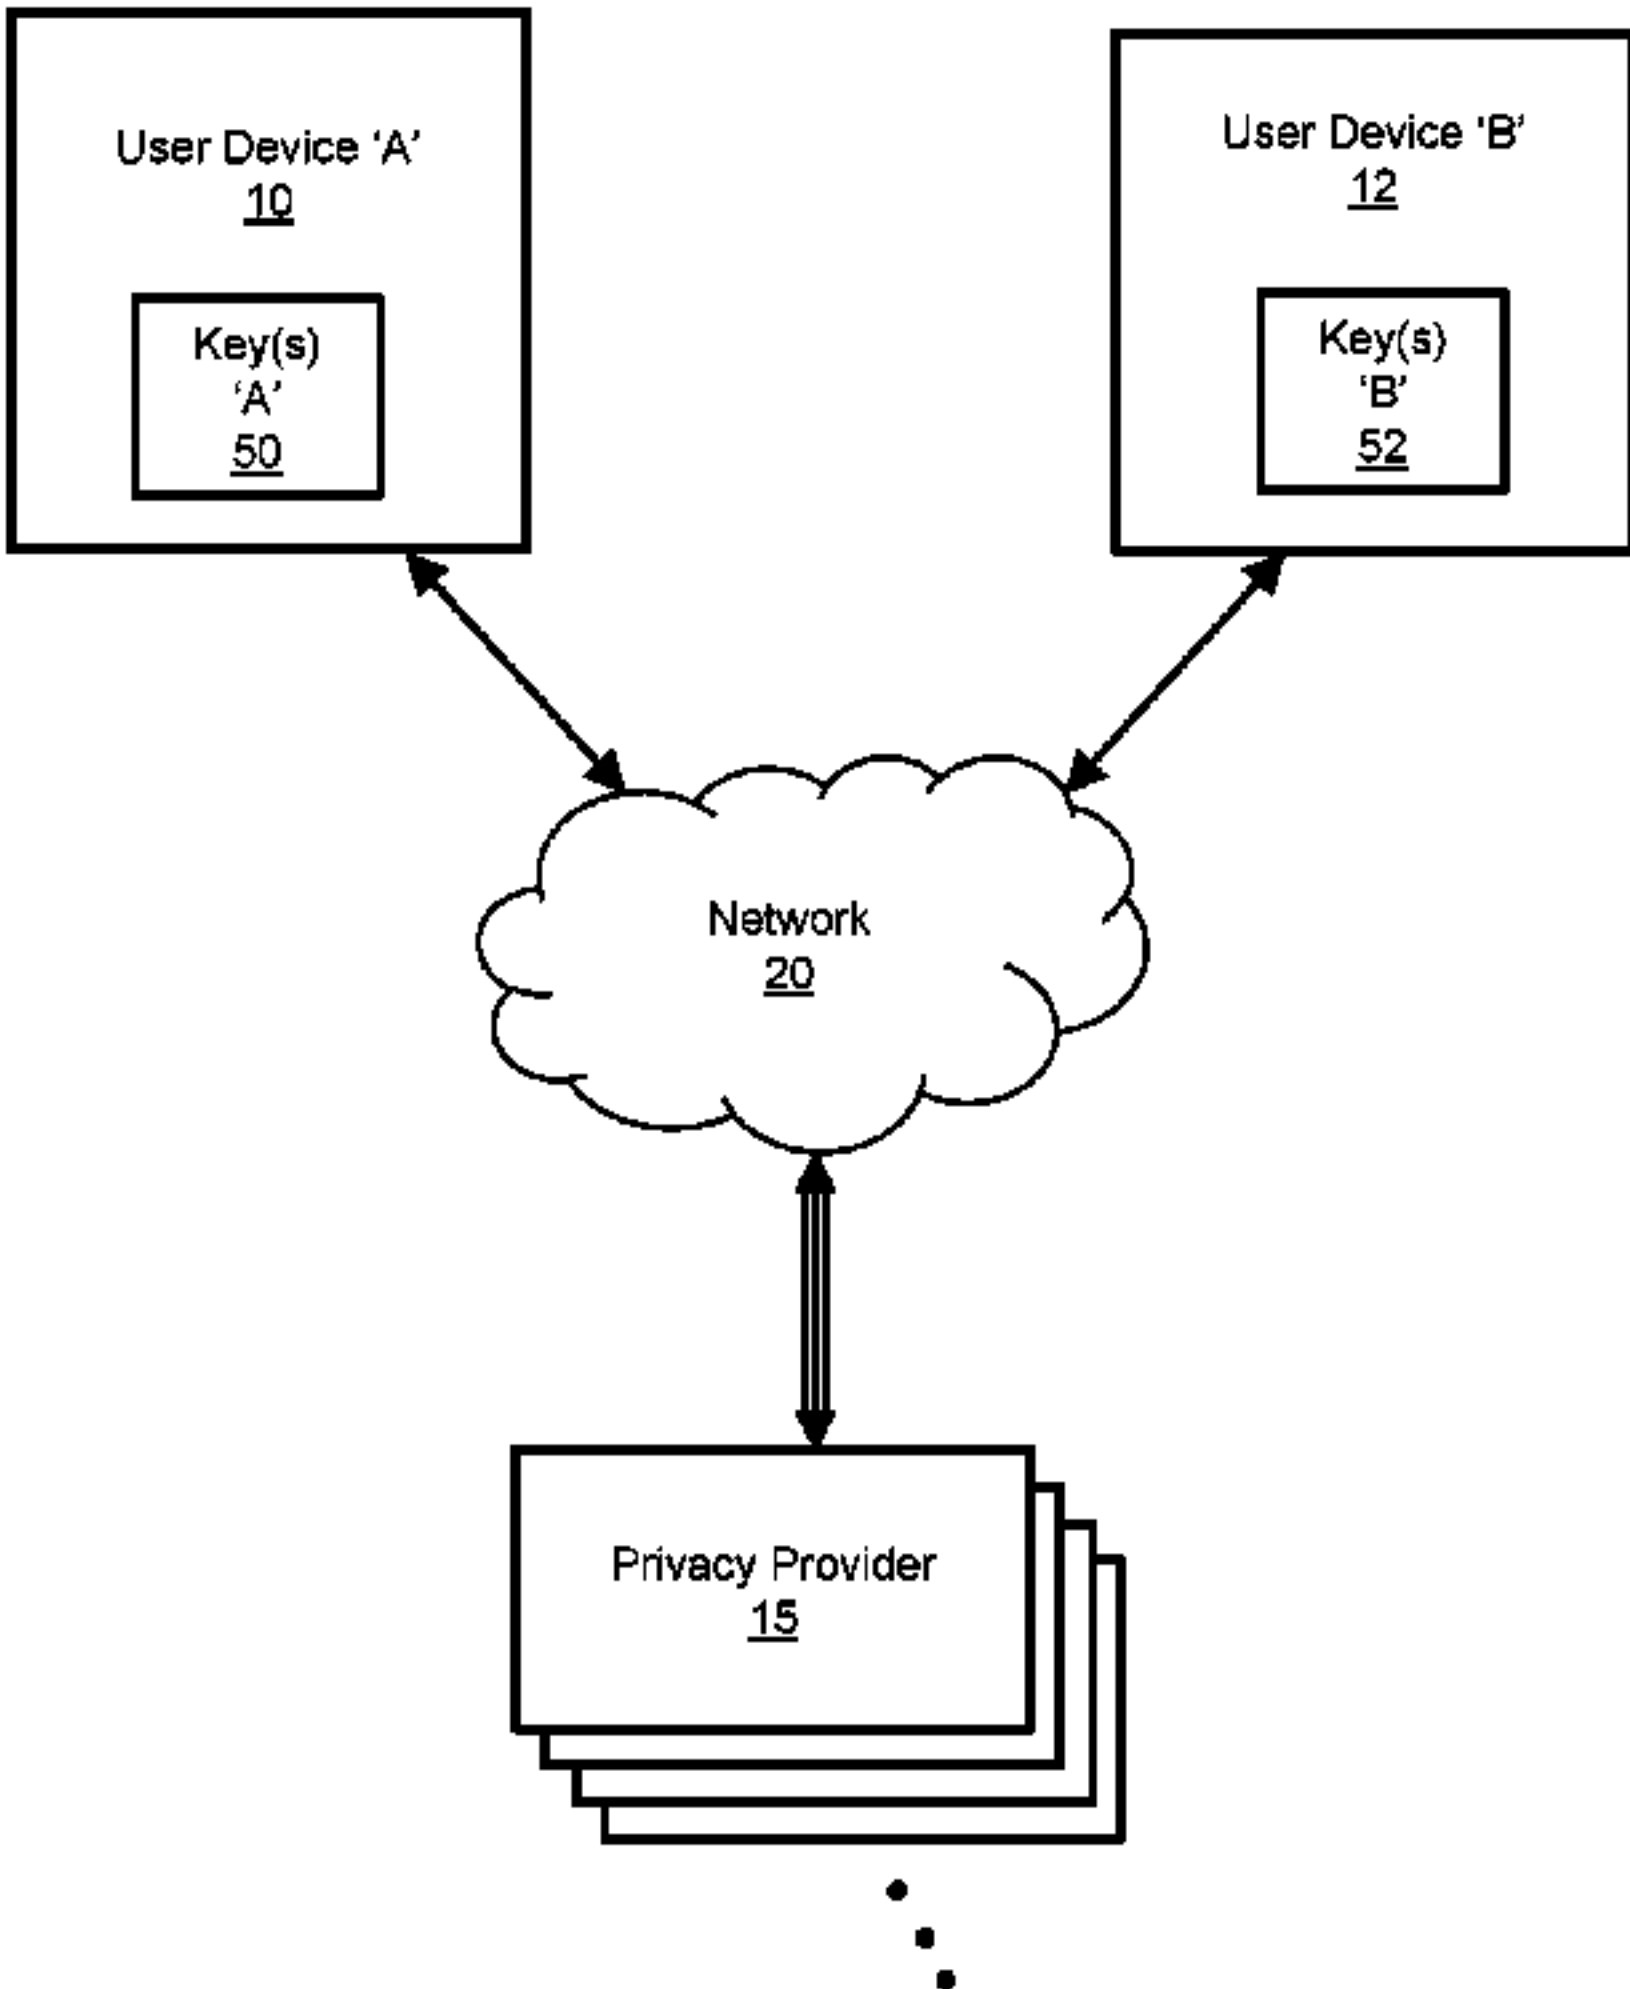 User Device ‘A’
10
Key(s)
‘A’
50
User Device ‘B’
12
Key(s)
‘B’
52
Network
20
Privacy Provider
15